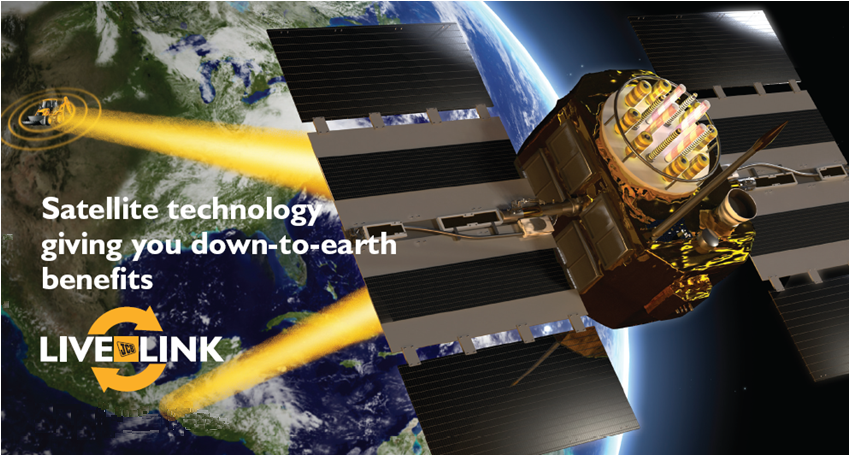 Satellite technology
giving you down-to-earth
benefits
LIVE JCB LINK